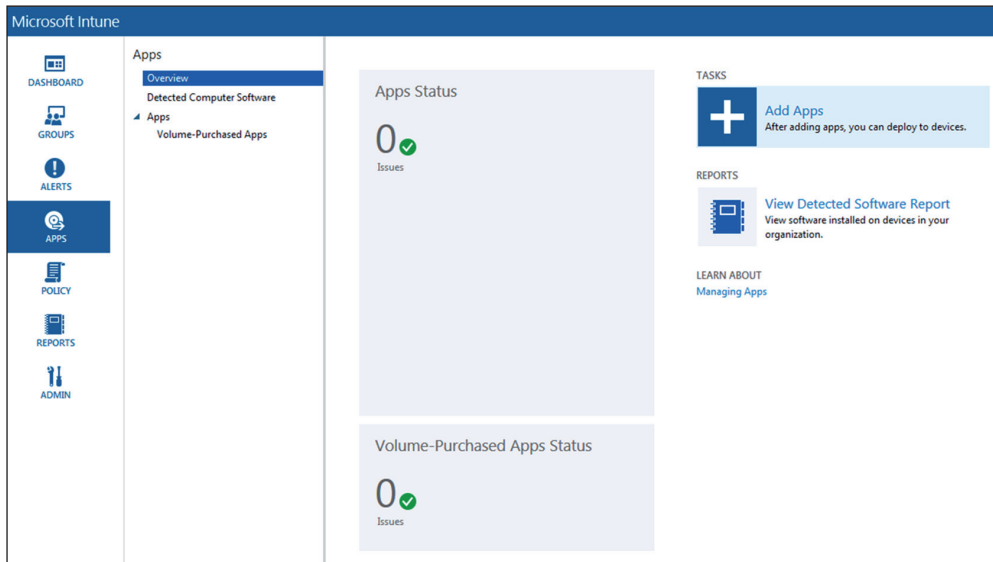 Microsoft Intune
DASHBOARD
GROUPS
ALERTS
APPS
POLICY
REPORTS
ADMIN
Apps
Overview
Detected Computer Software
Apps
Volume-Purchased Apps
Apps Status
0
Issues
Volume-Purchased Apps Status
0
Issues
TASKS
Add Apps
After adding apps, you can deploy to devices.
REPORTS
View Detected Software Report
View software installed on devices in your
organization.
LEARN ABOUT
Managing Apps